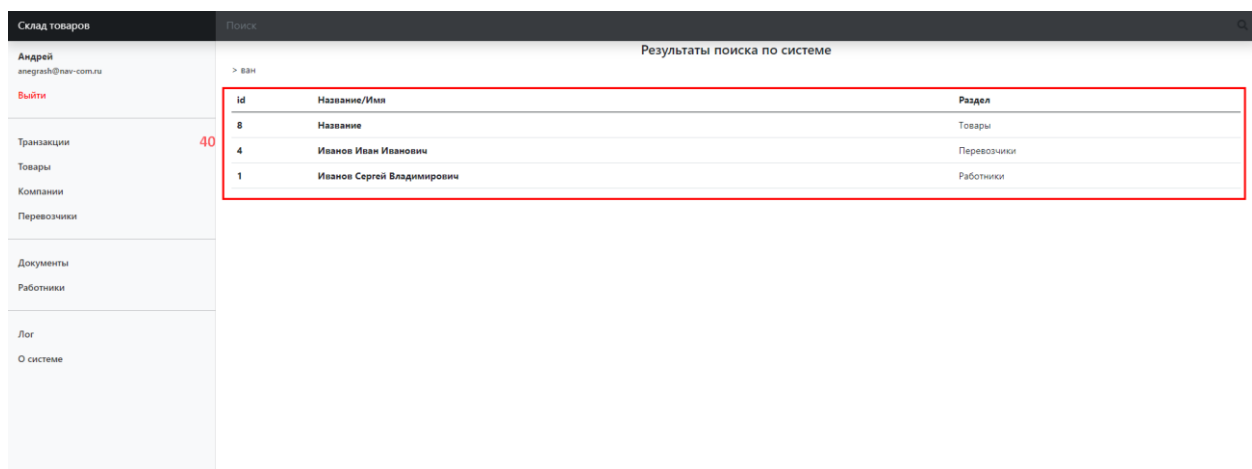 Склад товаров
Поиск
Андрей
anegrash@nav-com.ru
Выйти
Транзакции
Товары
Компании
Перевозчики
Документы
Работники
Лог
О системе
Результаты поиска по системе
> ван
40
id Название/Имя Раздел
8 Название Товары
4 Иванов Иван Иванович Перевозчики
1 Иванов Сергей Владимирович Работники